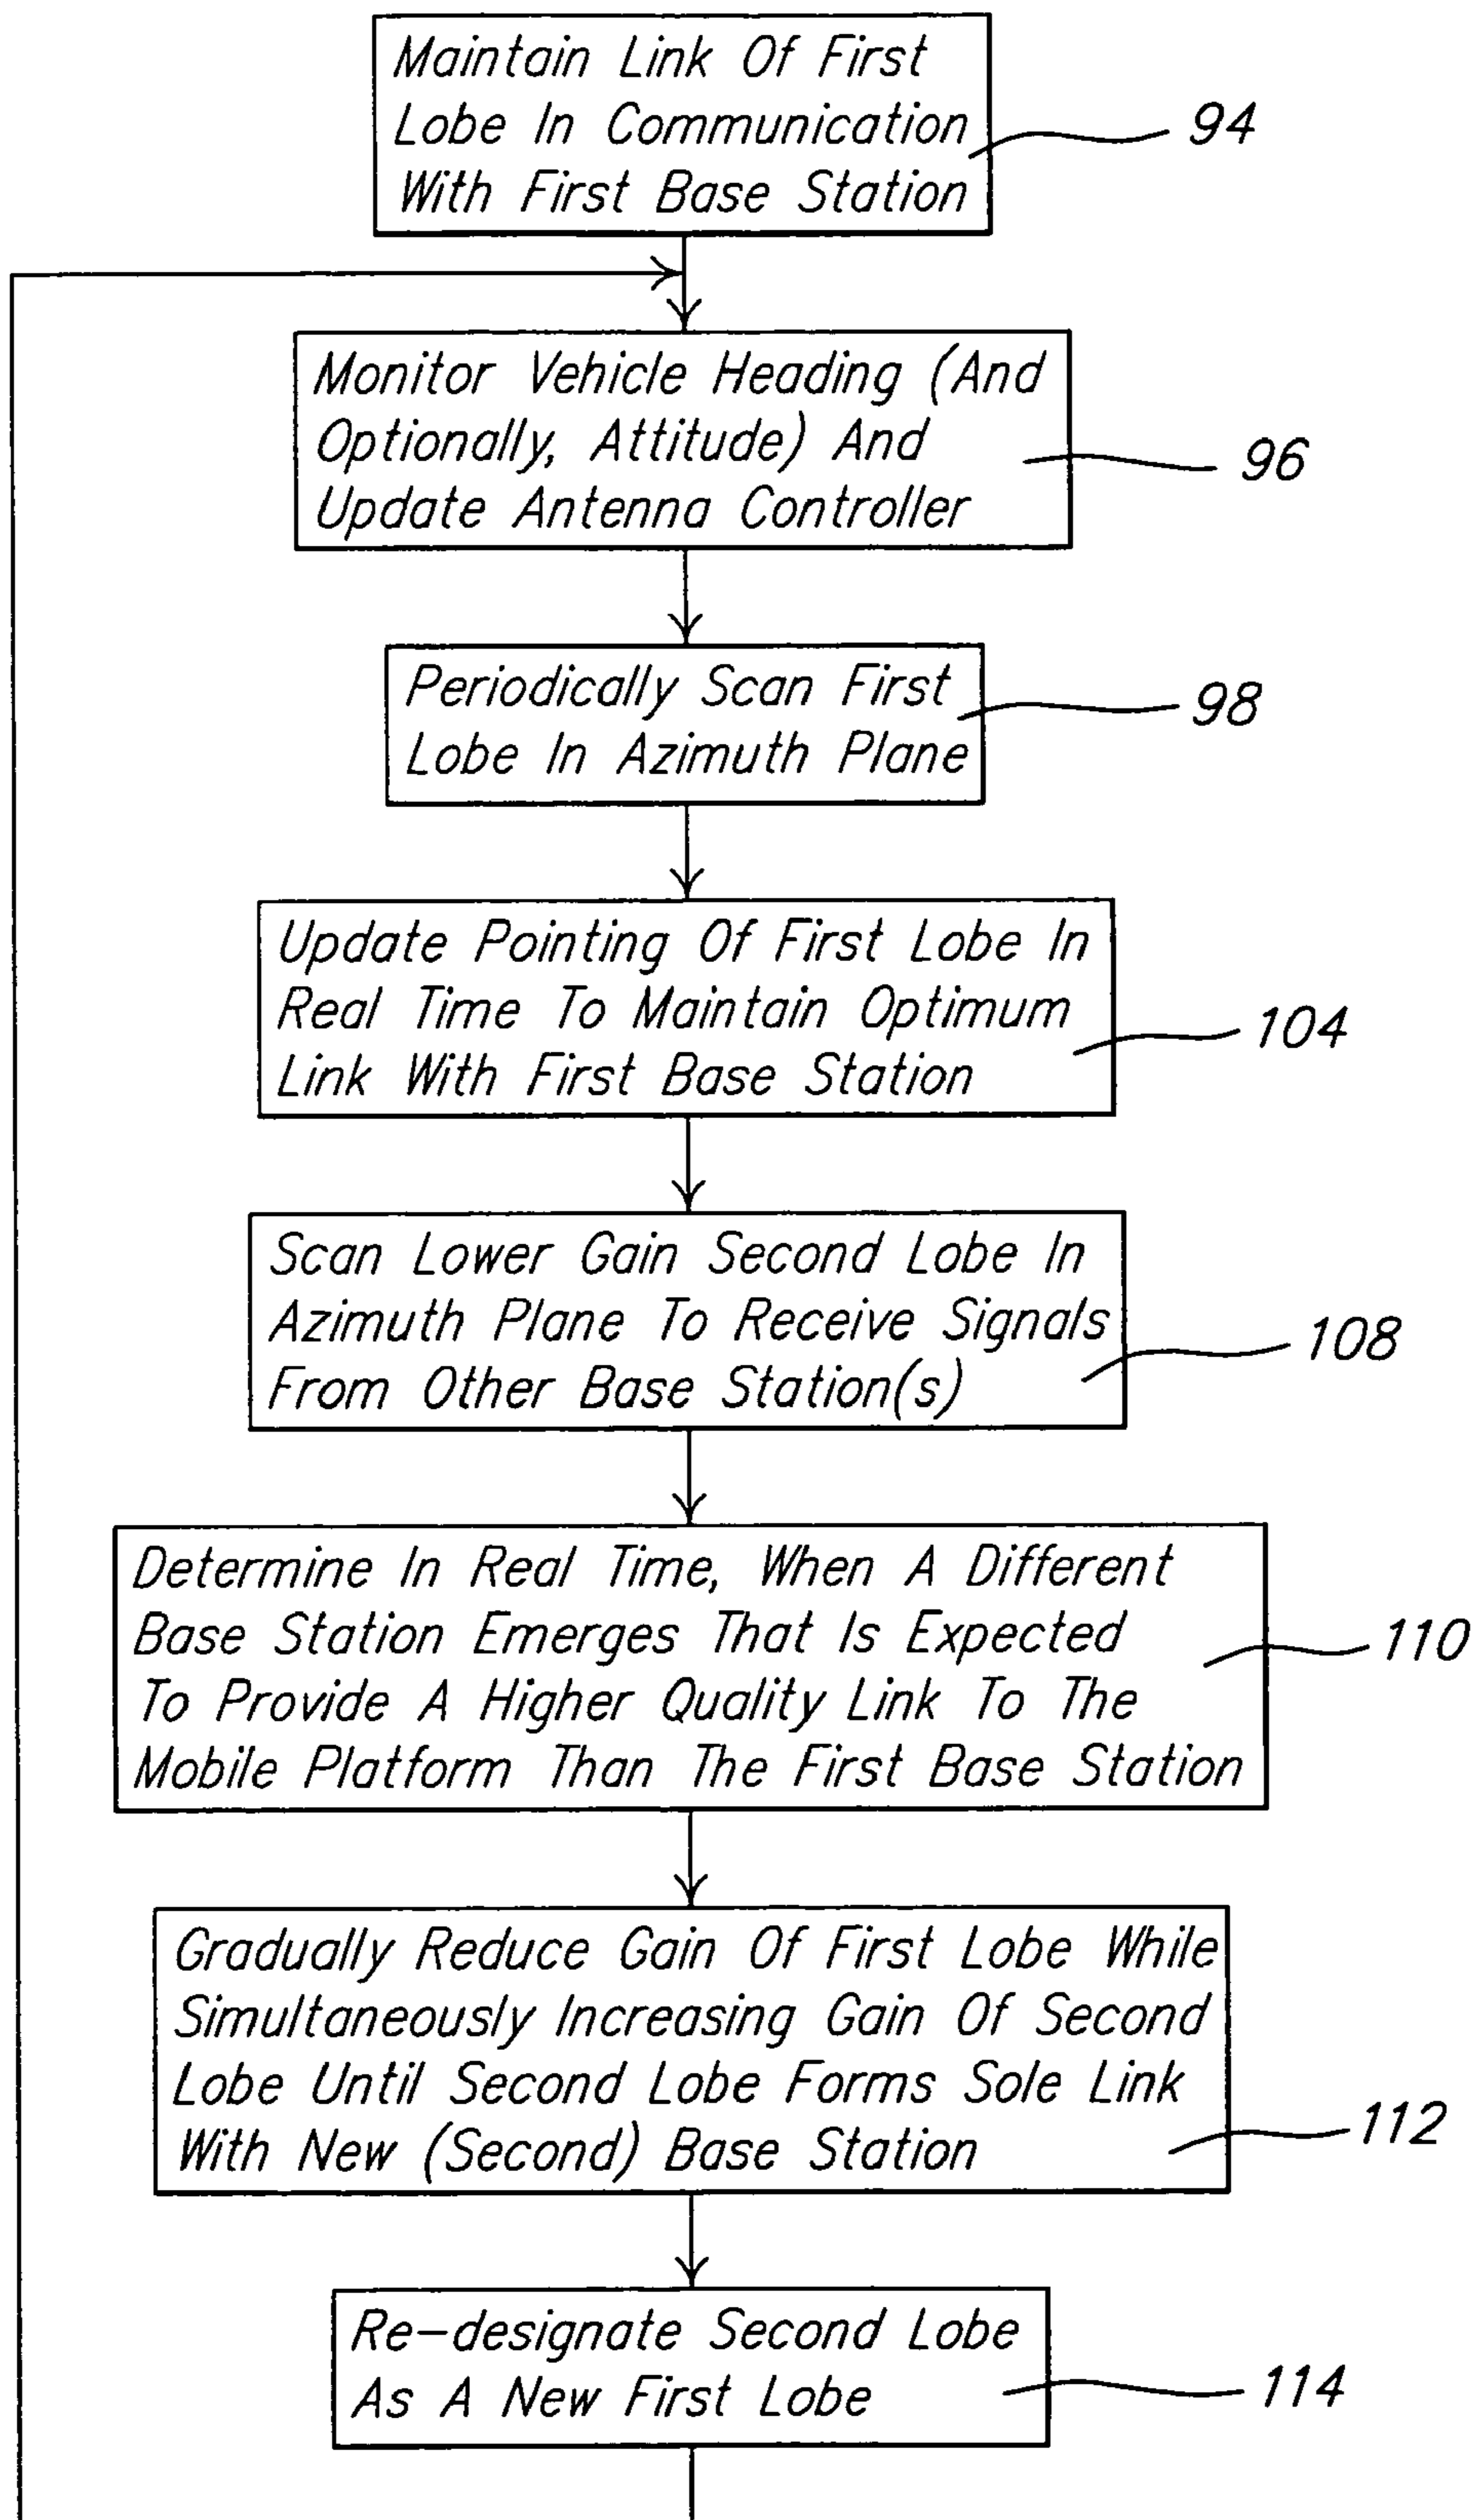 Maintain Link Of First
Lobe In Communication
With First Base Station
94
Monitor Vehicle Heading (And
Optionally, Attitude) And
Update Antenna Controller
96
Periodically Scan First
Lobe In Azimuth Plane
98
Update Pointing Of First Lobe In
Real Time To Maintain Optimum
Link With First Base Station
104
Scan Lower Gain Second Lobe In
Azimuth Plane To Receive Signals
From Other Base Station(s)
108
Determine In Real Time, When A Different
Base Station Emerges That Is Expected
To Provide A Higher Quality Link To The
Mobile Platform Than The First Base Station
110
Gradually Reduce Gain Of First Lobe While
Simultaneously Increasing Gain Of Second
Lobe Until Second Lobe Forms Sole Link
With New (Second) Base Station
112
Re-designate Second Lobe
As A New First Lobe
114